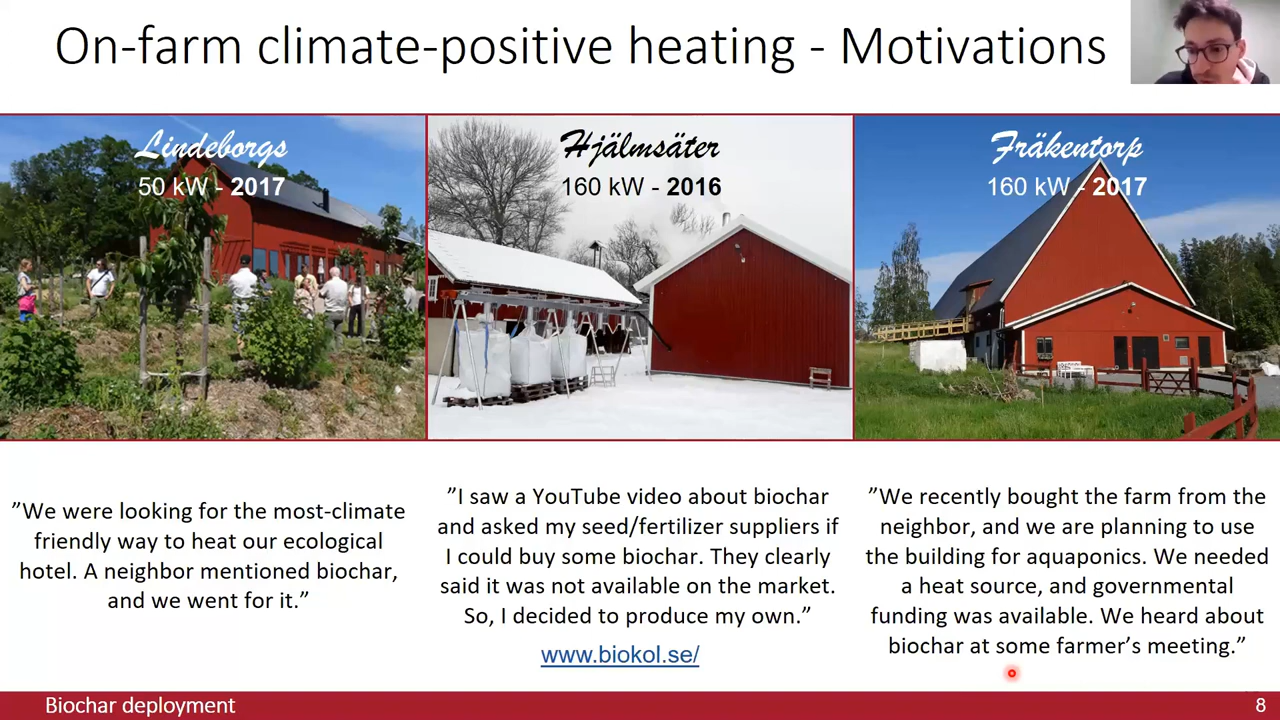 On-farm climate-positive heating - Motivations
Lindeborgs
50 kW - 2017
Hjälmsäter
160 kW - 2016
Fräkentorp
160 kW - 2017
”We were looking for the most-climate
friendly way to heat our ecological
hotel. A neighbor mentioned biochar,
and we went for it.”
”I saw a YouTube video about biochar
and asked my seed/fertilizer suppliers if
I could buy some biochar. They clearly
said it was not available on the market.
So, I decided to produce my own.”
www.biokol.se/
”We recently bought the farm from the
neighbor, and we are planning to use
the building for aquaponics. We needed
a heat source, and governmental
funding was available. We heard about
biochar at some farmer’s meeting.”
Biochar deployment
8